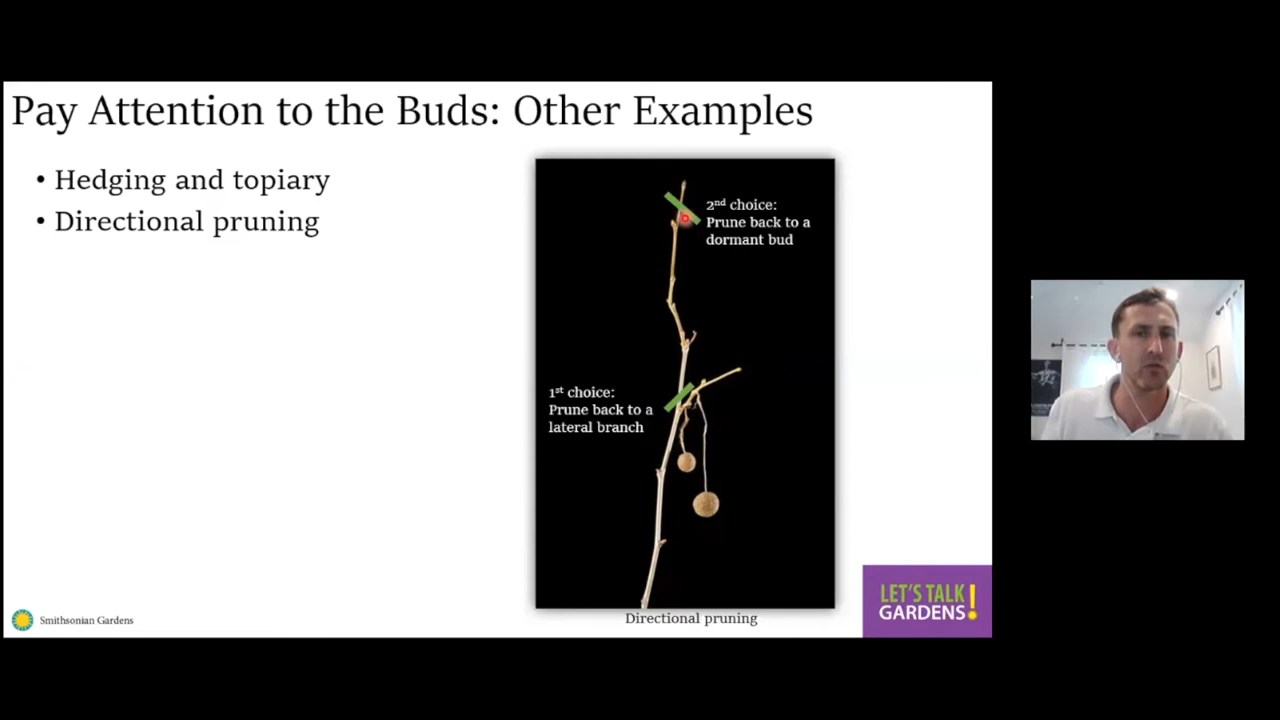 Pay Attention to the Buds: Other Examples
• Hedging and topiary
• Directional pruning
2nd choice:
Prune back to a
dormant bud
1st choice:
Prune back to a
lateral branch
Directional pruning
Smithsonian Gardens
LET'S TALK
GARDENS!